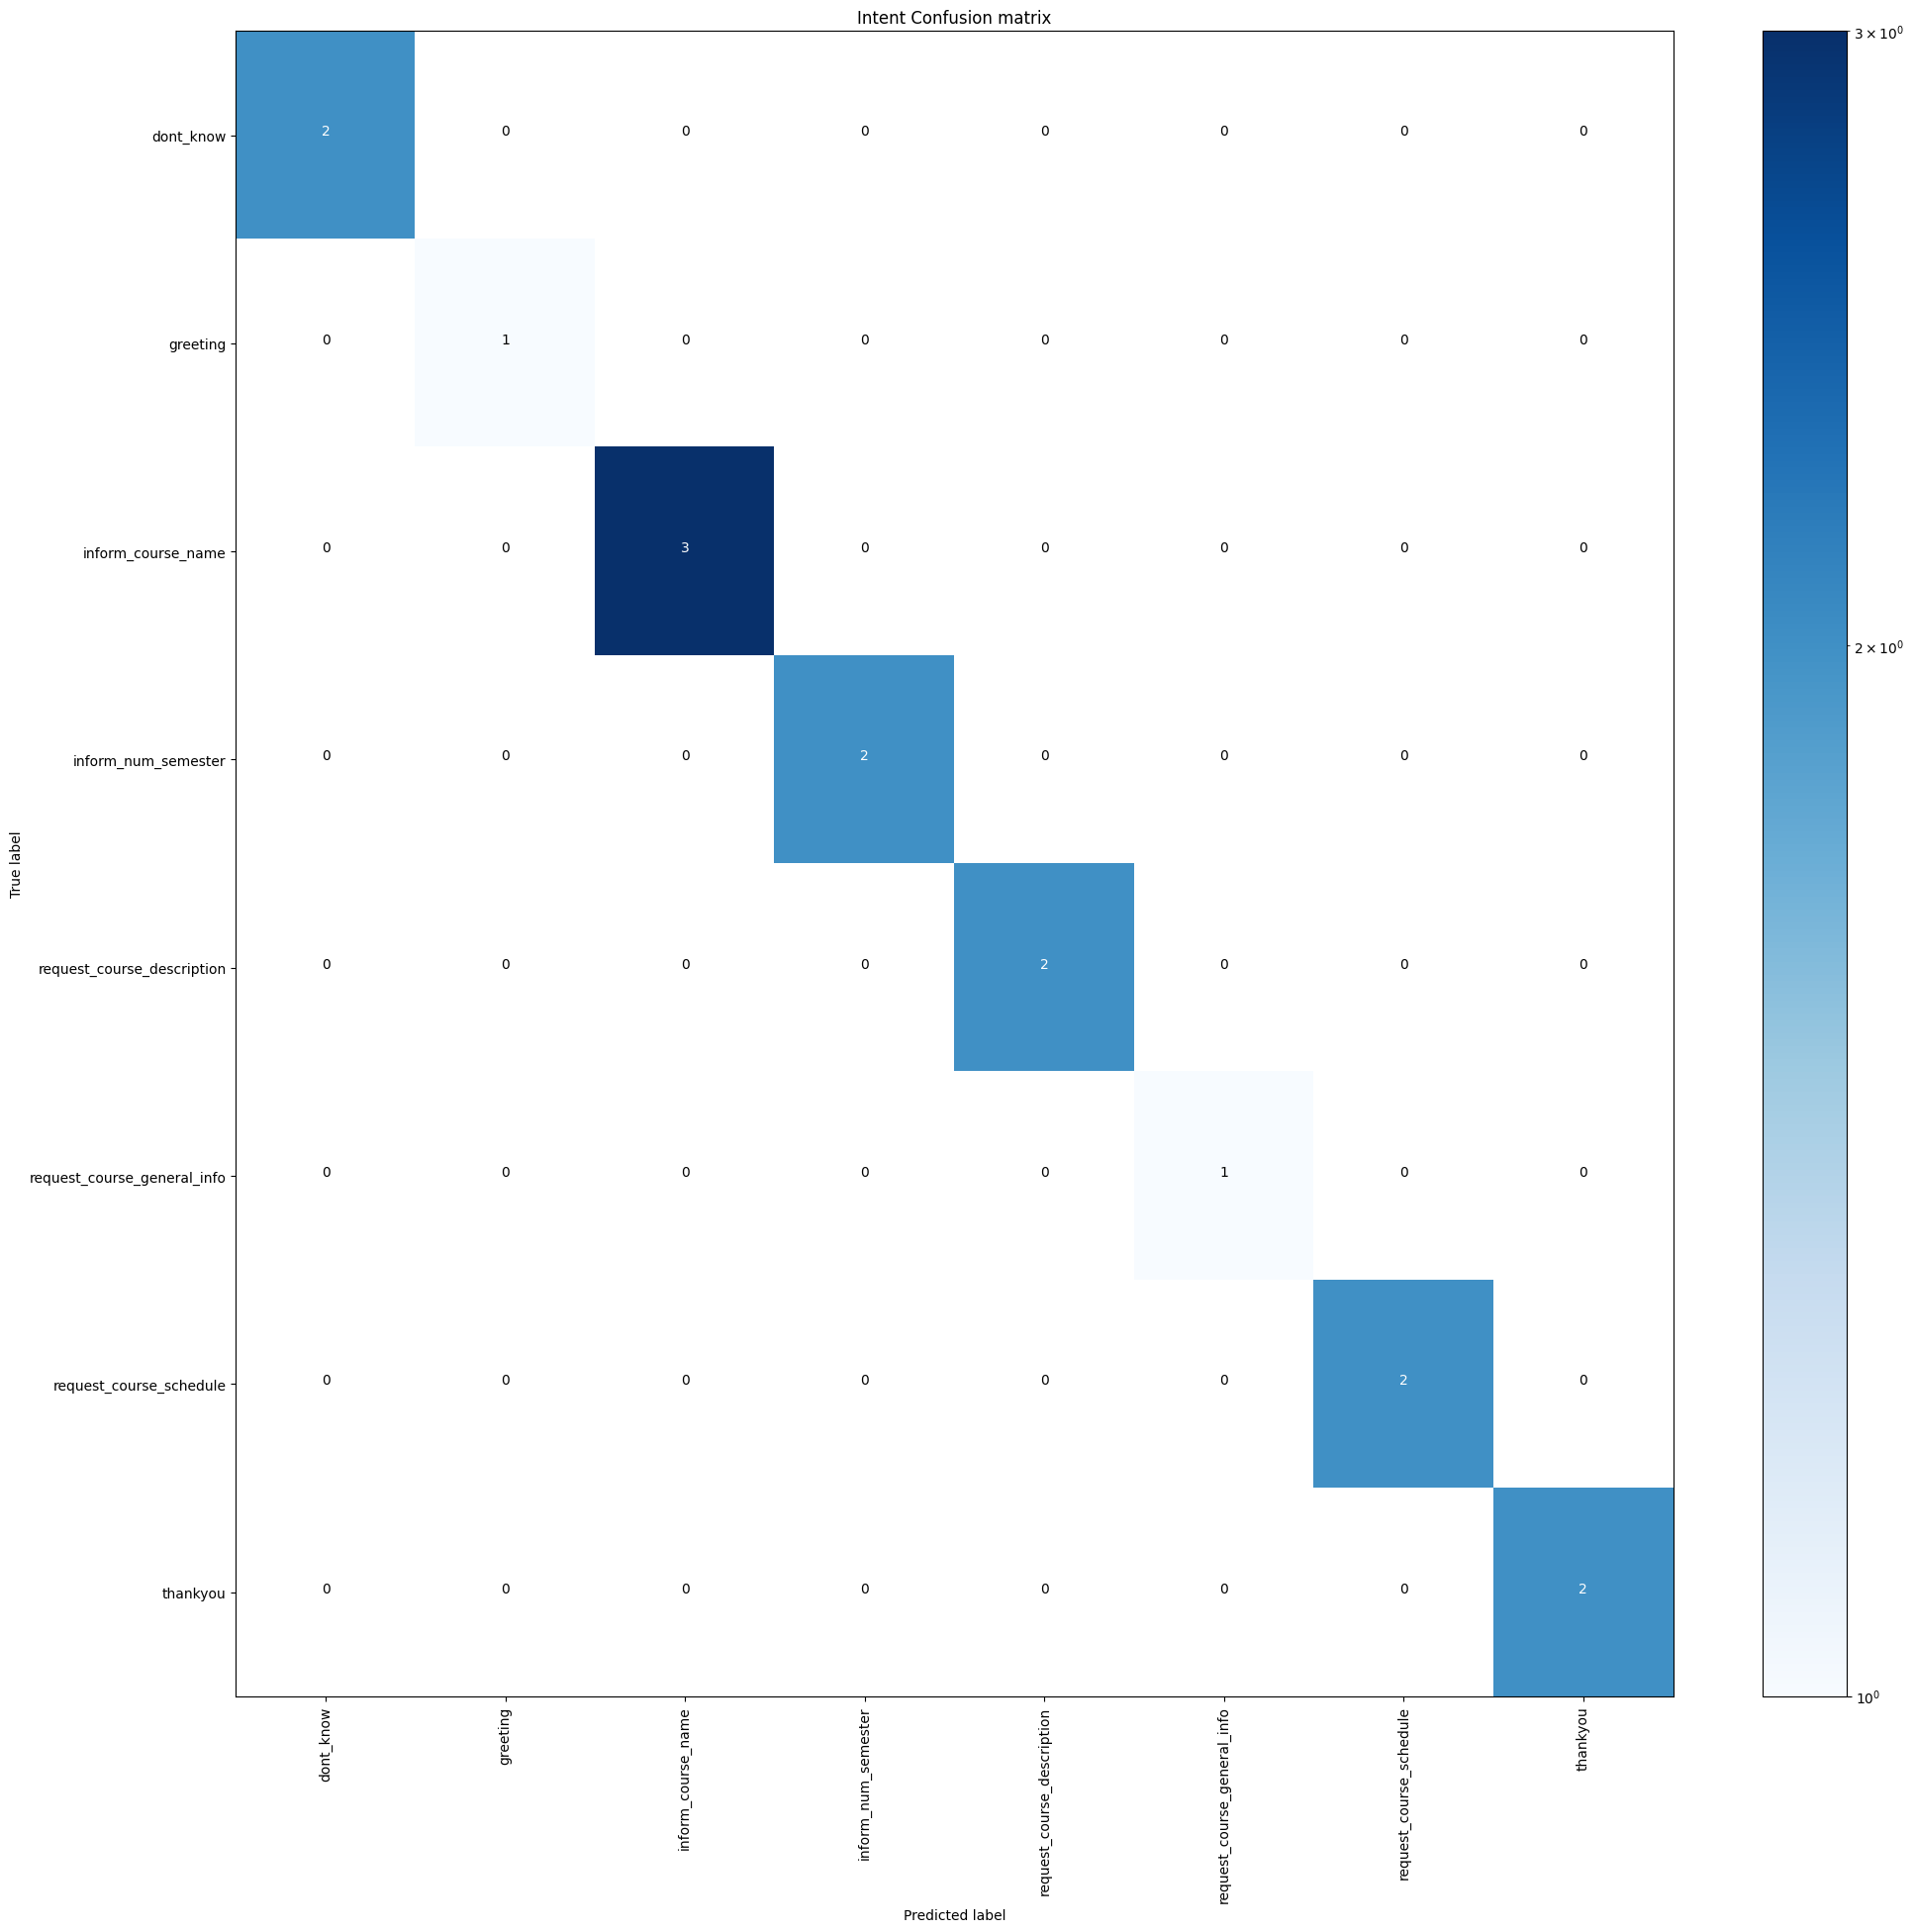 Intent Confusion matrix
True label
dont_know 2 0 0 0 0 0 0 0
greeting 0 1 0 0 0 0 0 0
inform_course_name 0 0 3 0 0 0 0 0
inform_num_semester 0 0 0 2 0 0 0 0
request_course_description 0 0 0 0 2 0 0 0
request_course_general_info 0 0 0 0 0 1 0 0
request_course_schedule 0 0 0 0 0 0 2 0
thankyou 0 0 0 0 0 0 0 2
dont_know
greeting
inform_course_name
inform_num_semester
request_course_description
request_course_general_info
request_course_schedule
thankyou
Predicted label
3 × 10⁰
2 × 10⁰
10⁰